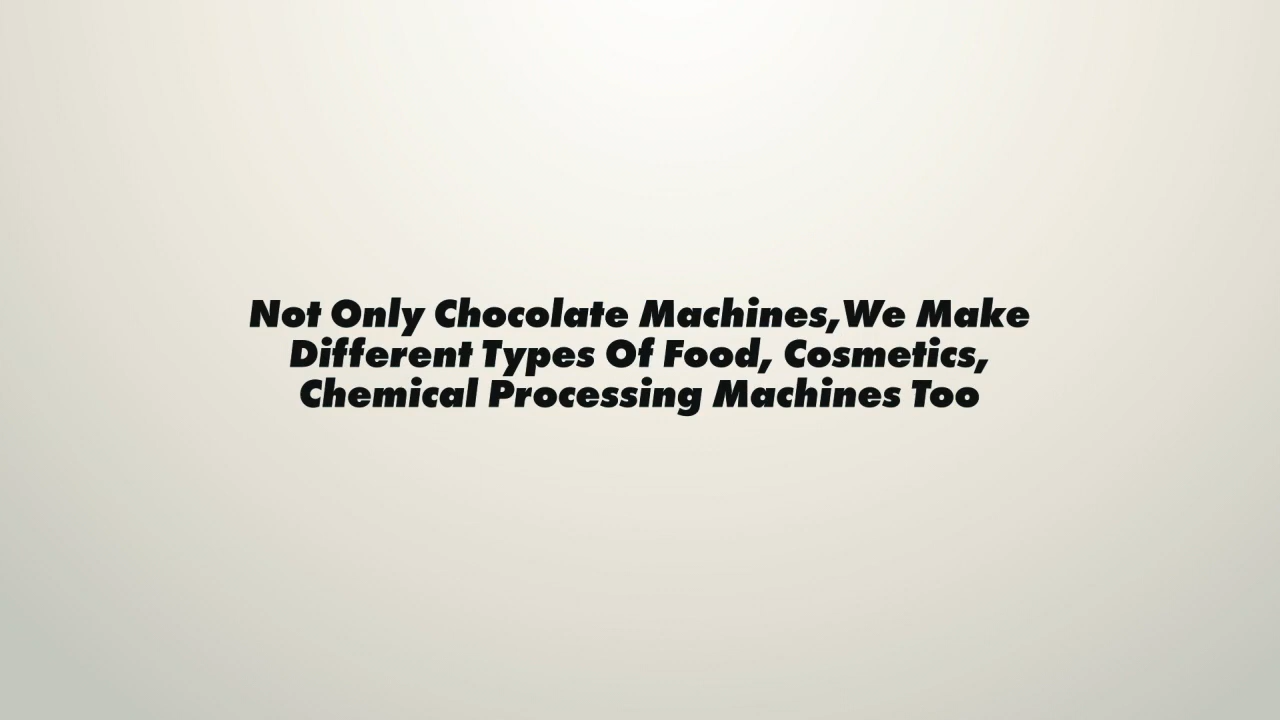 Not Only Chocolate Machines,We Make
Different Types Of Food, Cosmetics,
Chemical Processing Machines Too